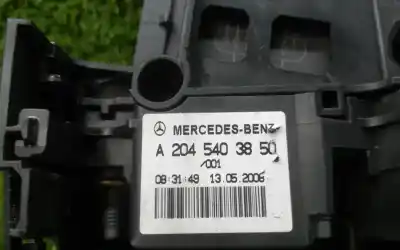 MERCEDES-BENZ
A 204 540 38 50
/001
08:31:49 13.05.2006